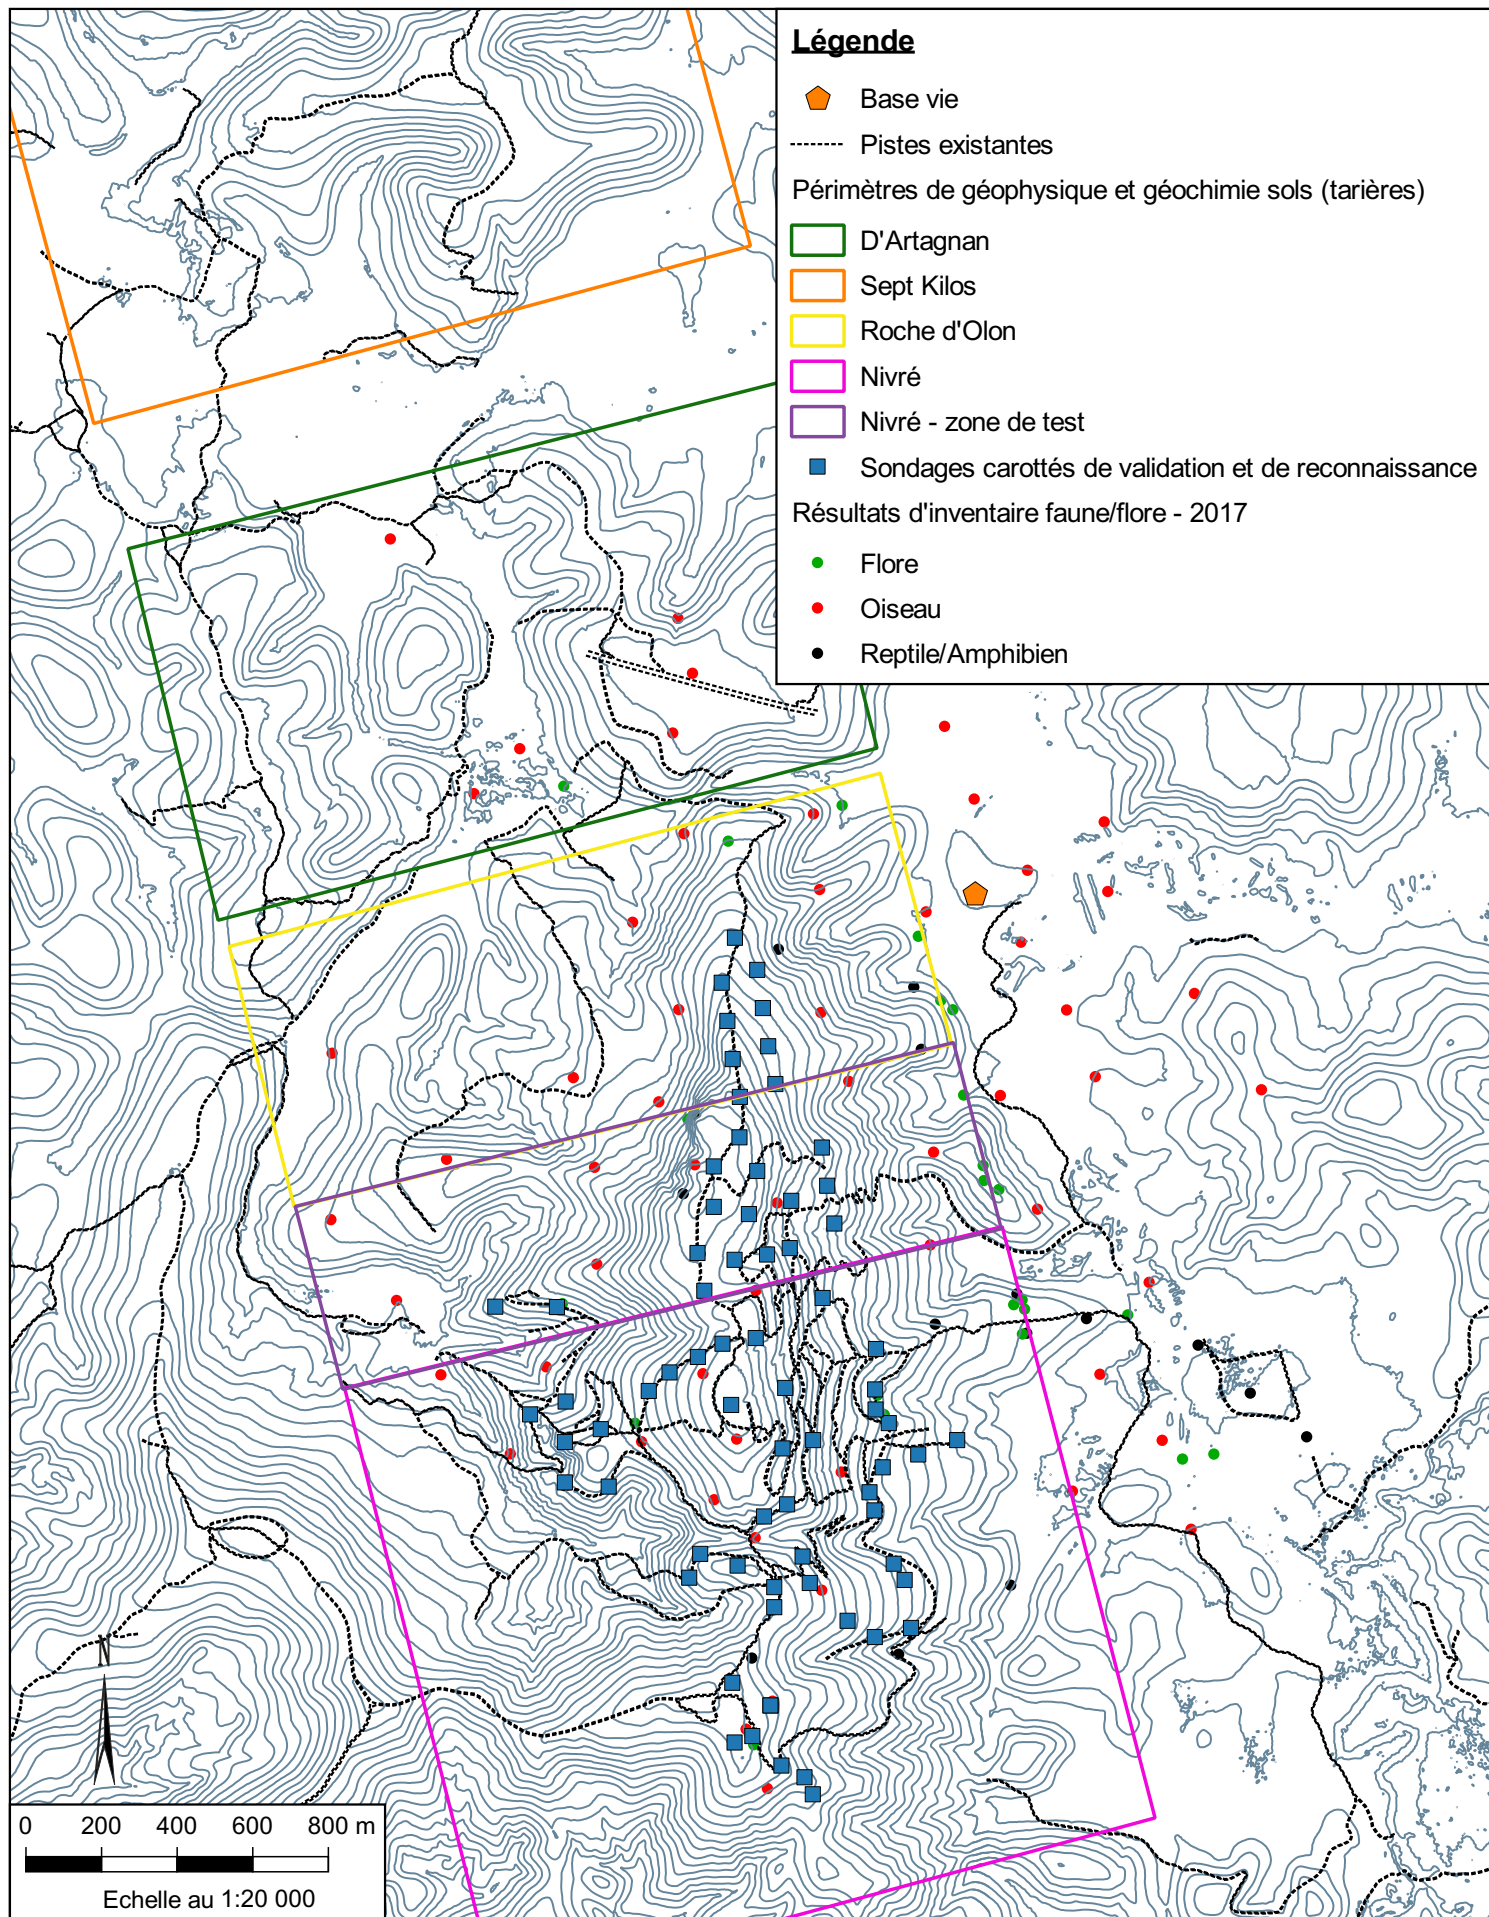 Légende
Base vie
Pistes existantes
Périmètres de géophysique et géochimie sols (tarières)
D'Artagnan
Sept Kilos
Roche d'Olon
Nivré
Nivré - zone de test
Sondages carottés de validation et de reconnaissance
Résultats d'inventaire faune/flore - 2017
Flore
Oiseau
Reptile/Amphibien
N
0 200 400 600 800 m
Echelle au 1:20 000